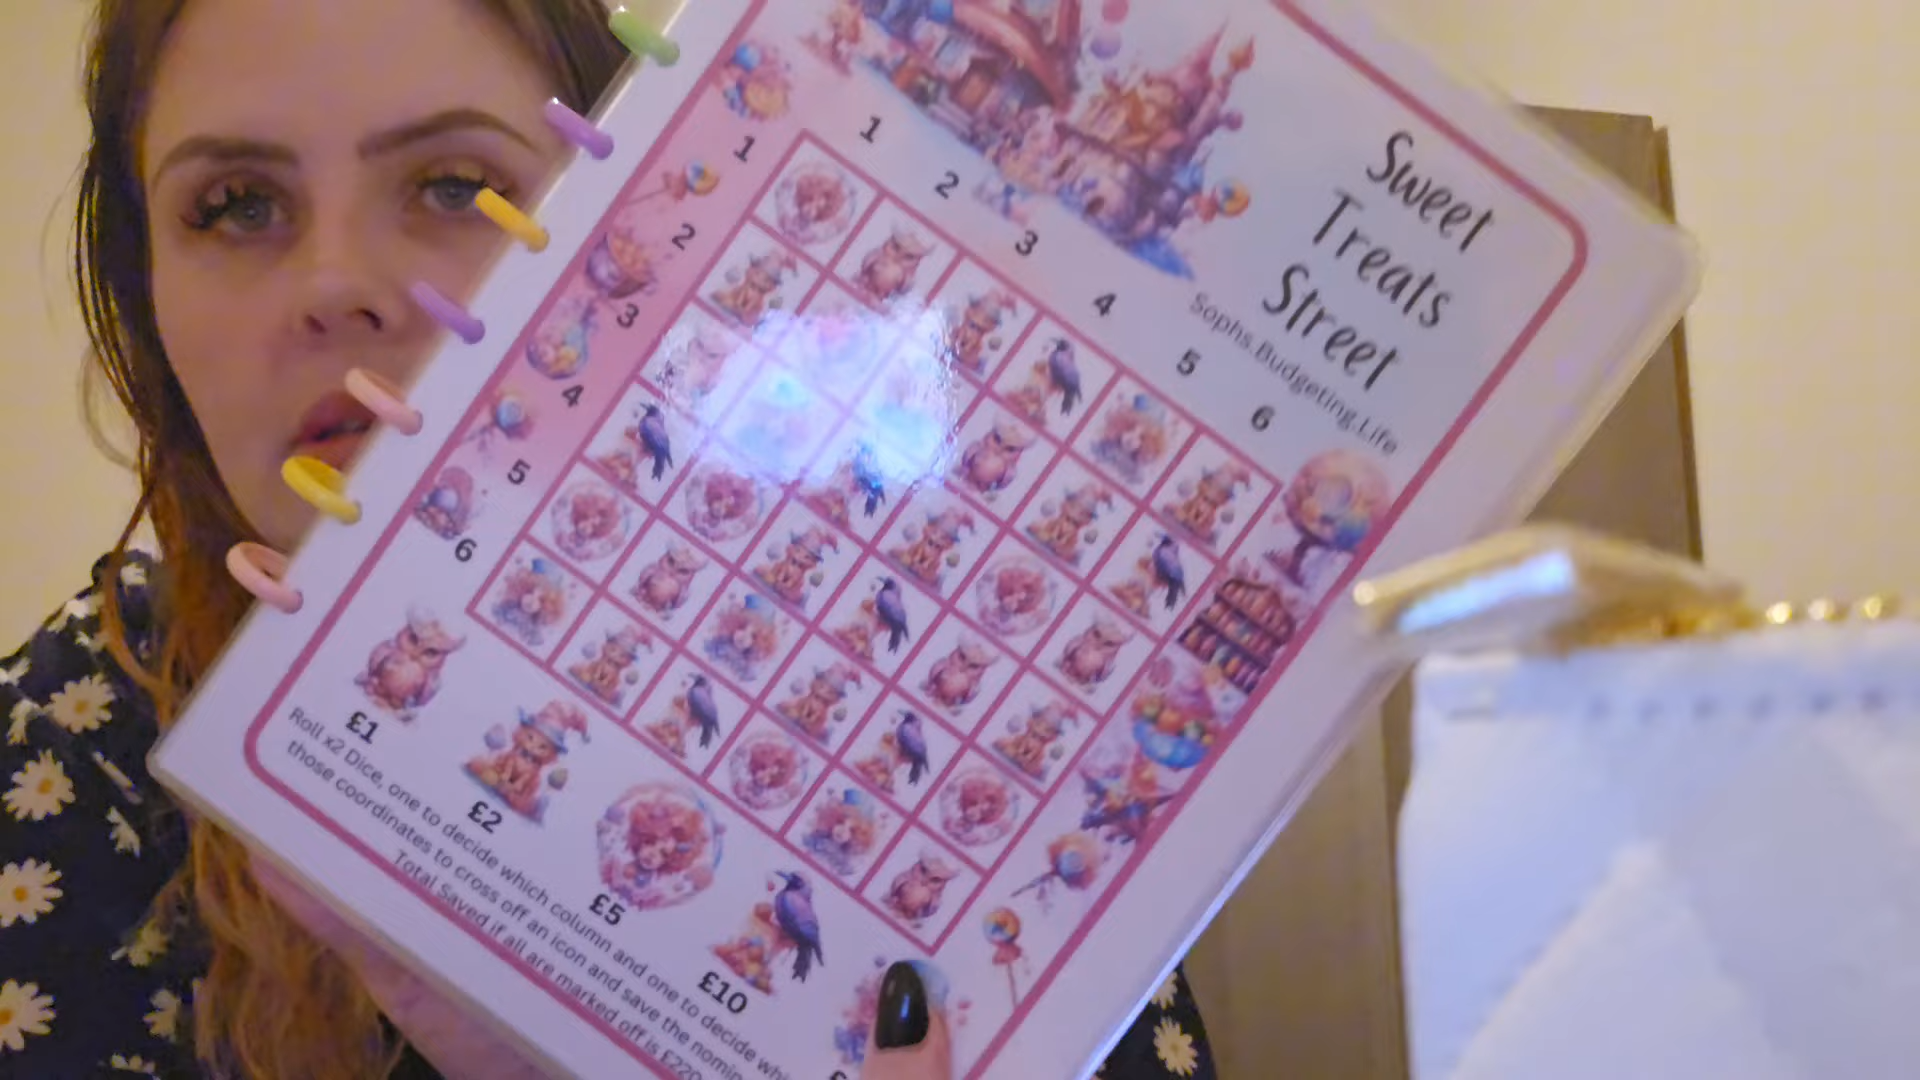 Sweet
Treats
Street
Sophs.Budgeting.Life
1 2 3 4 5 6
1
2
3
4
5
6
£1
£2
£5
£10
£
Roll x2 Dice, one to decide which column and one to decide
those coordinates to cross off an icon and save the
Total Saved if all are marked off is £220